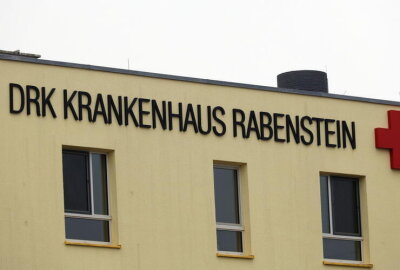 DRK KRANKENHAUS RABENSTEIN